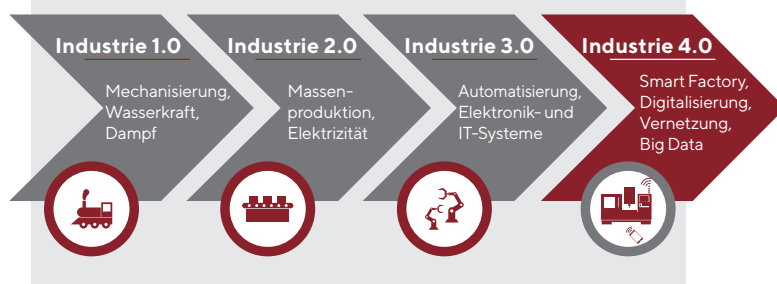 Industrie 1.0
Mechanisierung,
Wasserkraft,
Dampf
Industrie 2.0
Massen-
produktion,
Elektrizität
Industrie 3.0
Automatisierung,
Elektronik- und
IT-Systeme
Industrie 4.0
Smart Factory,
Digitalisierung,
Vernetzung,
Big Data